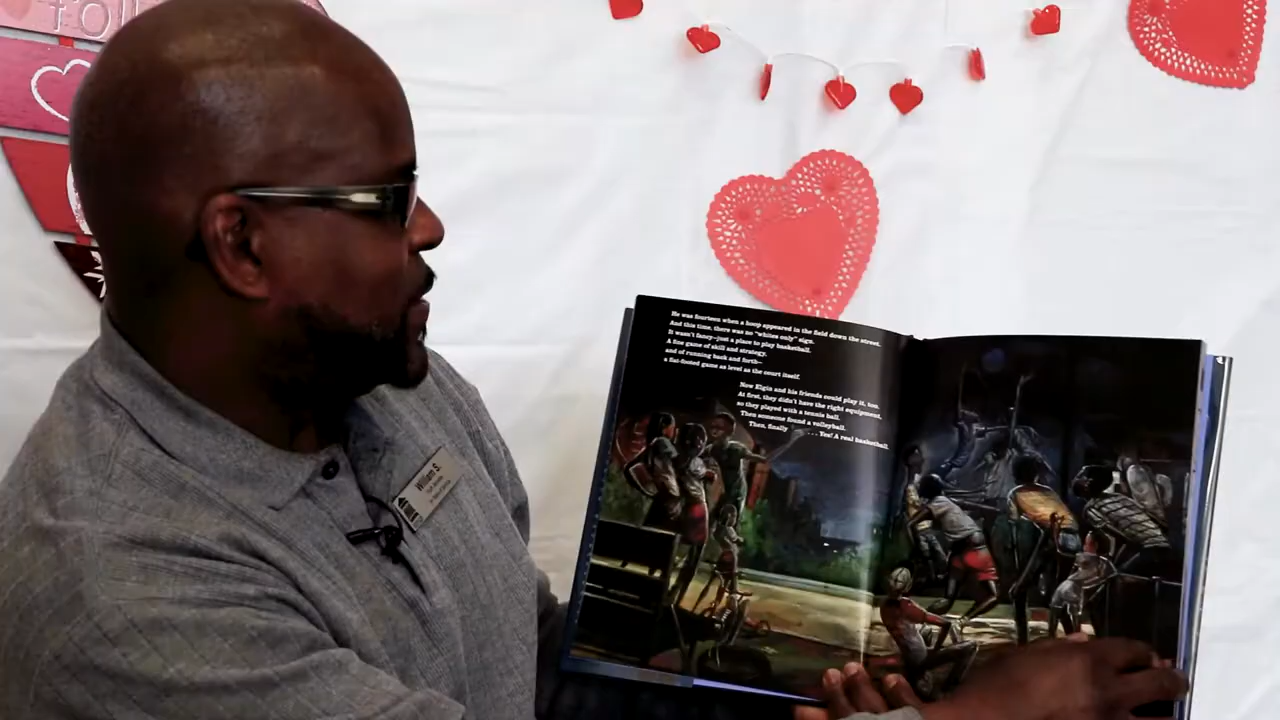 foll
He was fourteen when a hoop appeared in the field down the street.
And this time, there was no "whites only" sign.
It wasn't fancy—just a place to play basketball.
A fine game of skill and strategy,
and of running back and forth—
a flat-footed game as level as the court itself.
Now Elgin and his friends could play it, too.
At first, they didn't have the right equipment,
so they played with a tennis ball.
Then someone found a volleyball.
Then, finally . . . . Yes! A real basketball.
William S.